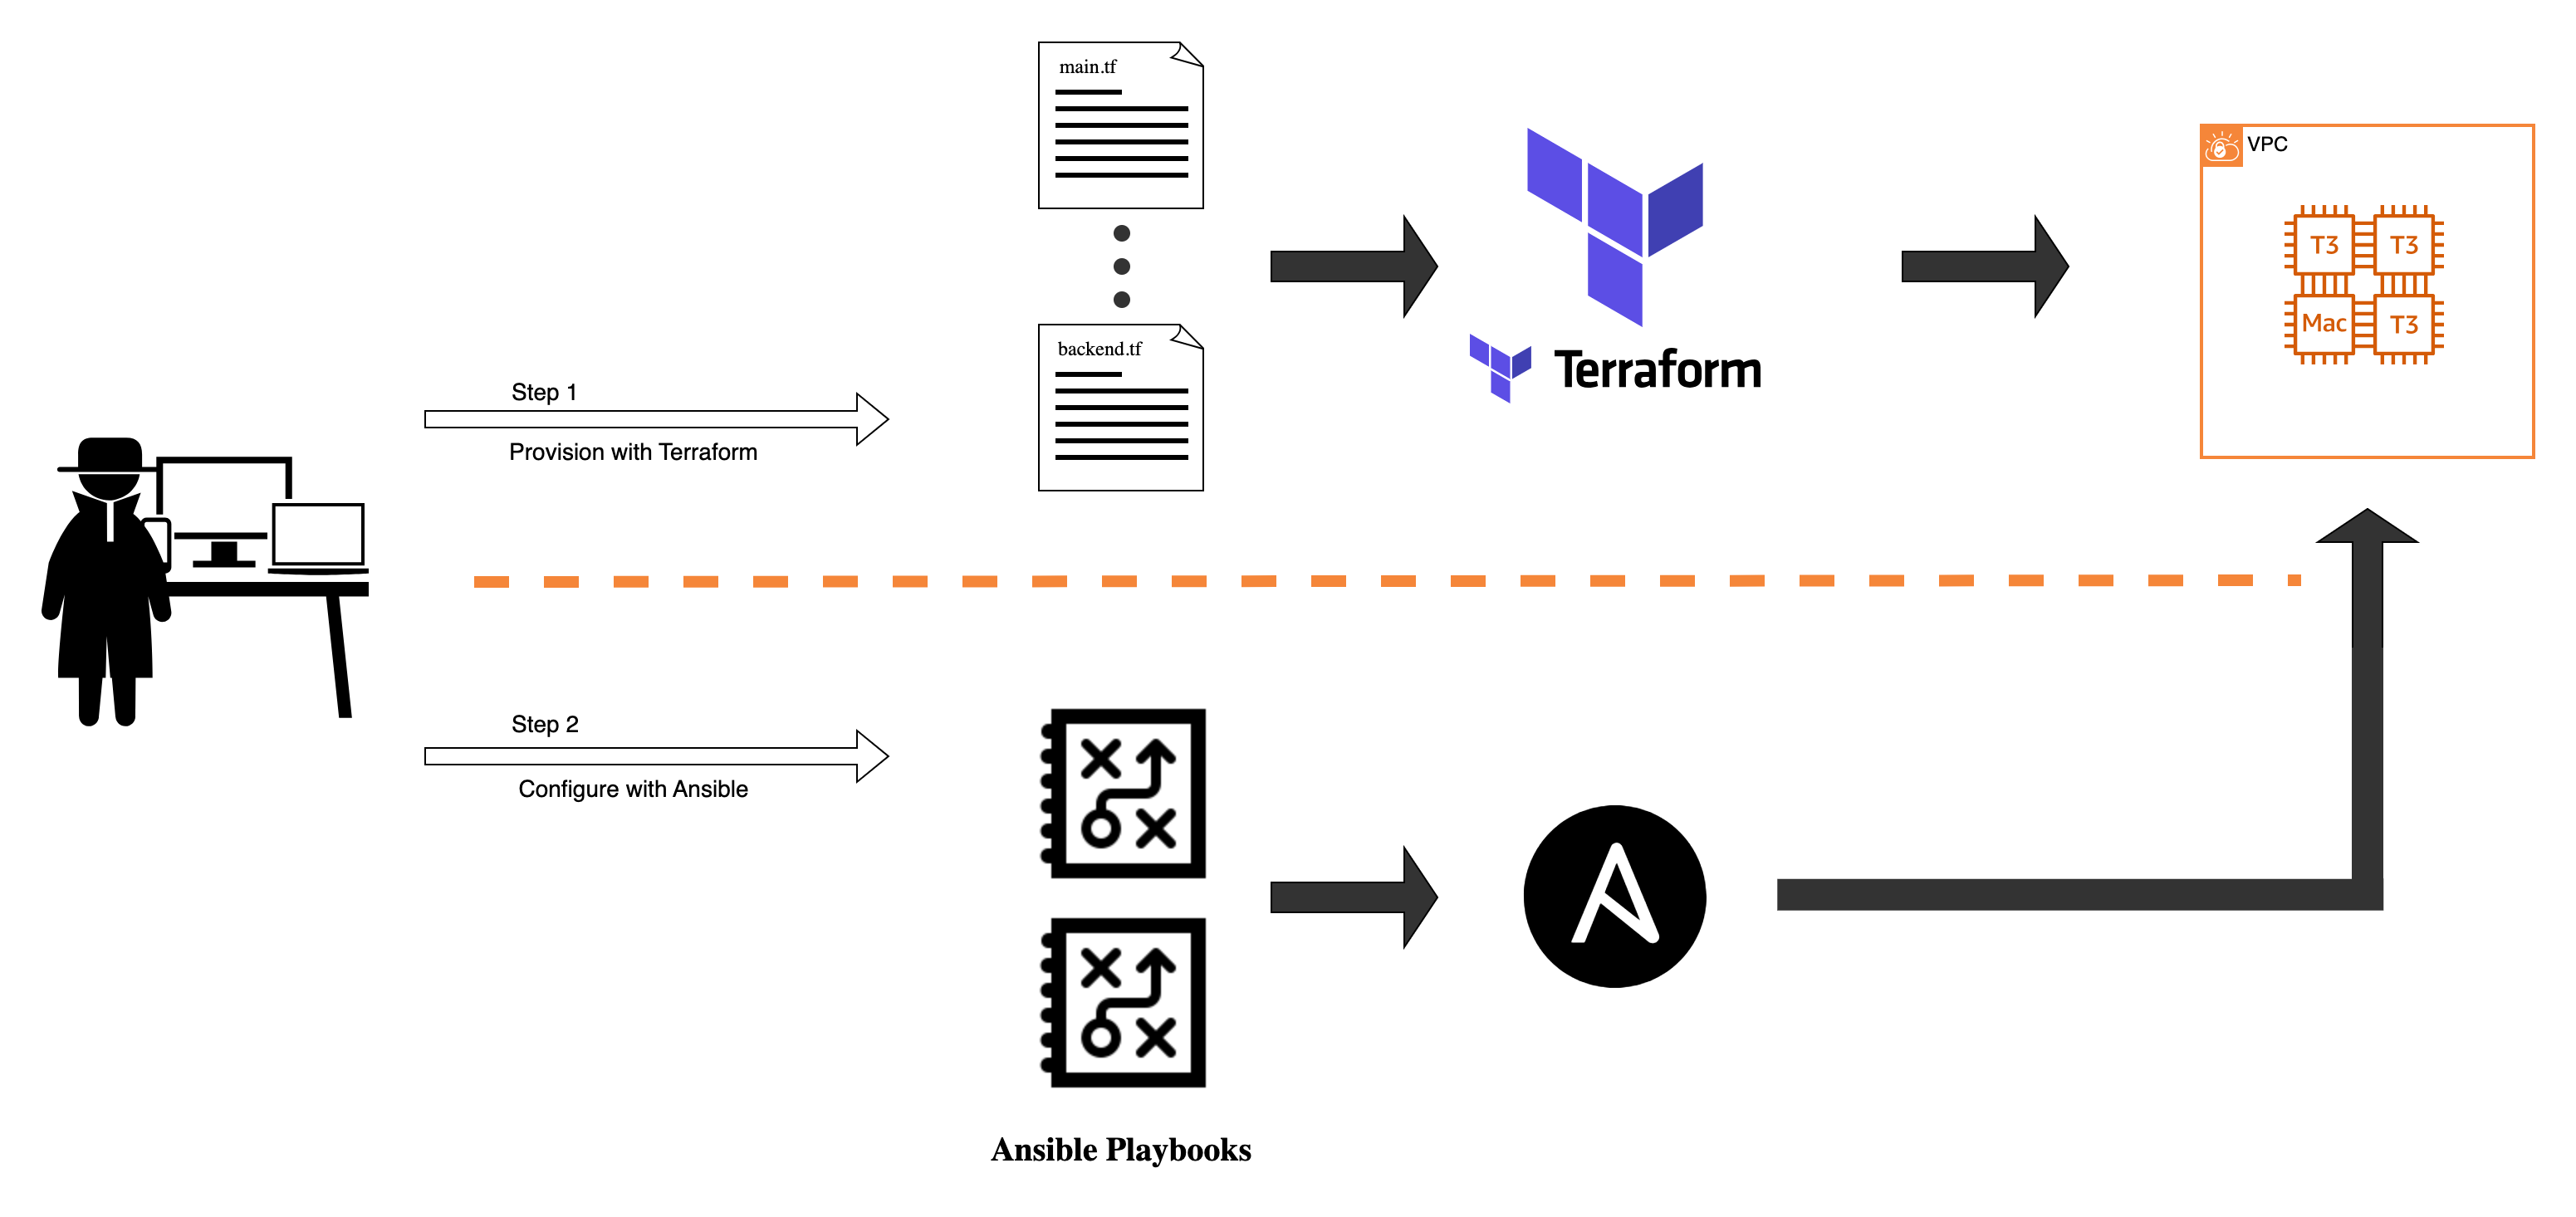 main.tf
VPC
T3 T3
Mac T3
backend.tf
Terraform
Step 1
Provision with Terraform
Step 2
Configure with Ansible
Ansible Playbooks